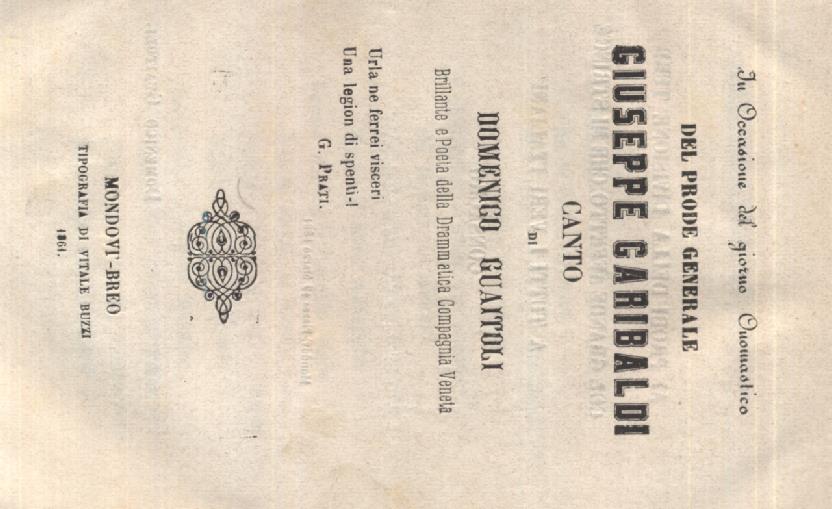 In Occasione del giorno Onomastico
DEL PRODE GENERALE
GIUSEPPE GARIBALDI
CANTO
DI
DOMENICO GUAITOLI
Brillante e Poeta della Drammatica Compagnia Veneta
Urla ne ferrei visceri
Una legion di spenti-!
G. PRATI.
MONDOVI'-BREO
TIPOGRAFIA DI VITALE BUZZI
1861.